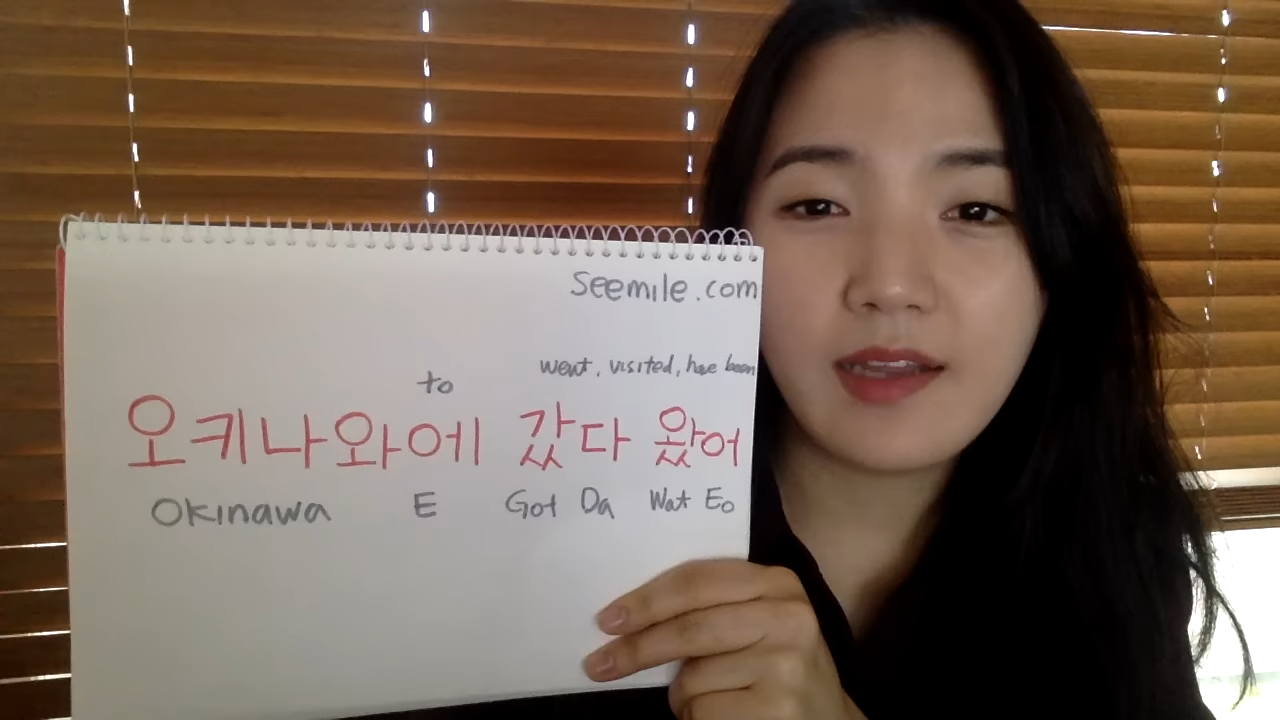 Seemile.com
to went, visited, have been
오키나와에 갔다 왔어
Okinawa E Got Da Wat Eo